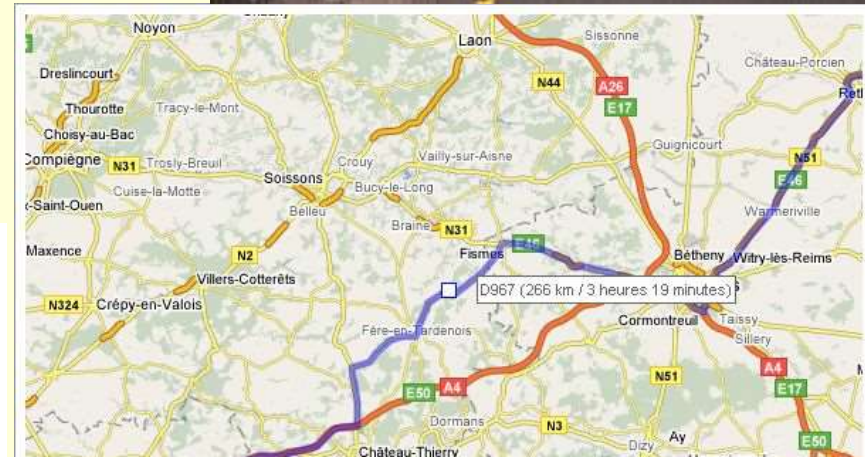 Noyon
Laon
Sissonne
Château-Porcien
Dreslincourt
N44
A26
E17
Thourotte
Tracy-le-Mont
Choisy-au-Bac
Guignicourt
N51
Compiègne
N31
Trosly-Breuil
Crouy
Vailly-sur-Aisne
Soissons
E46
Cuise-la-Motte
Bucy-le-Long
x-Saint-Ouen
Belleu
Warmeriville
Braine
N31
Maxence
N2
Fismes
Bétheny
Witry-lès-Reims
Villers-Cotterêts
D967 (266 km / 3 heures 19 minutes)
N324
Crépy-en-Valois
Cormontreuil
Taissy
Fère-en-Tardenois
Sillery
N51
A4
E50
A4
E17
Dormans
N3
E50
Château-Thierry
Dizy
Ay